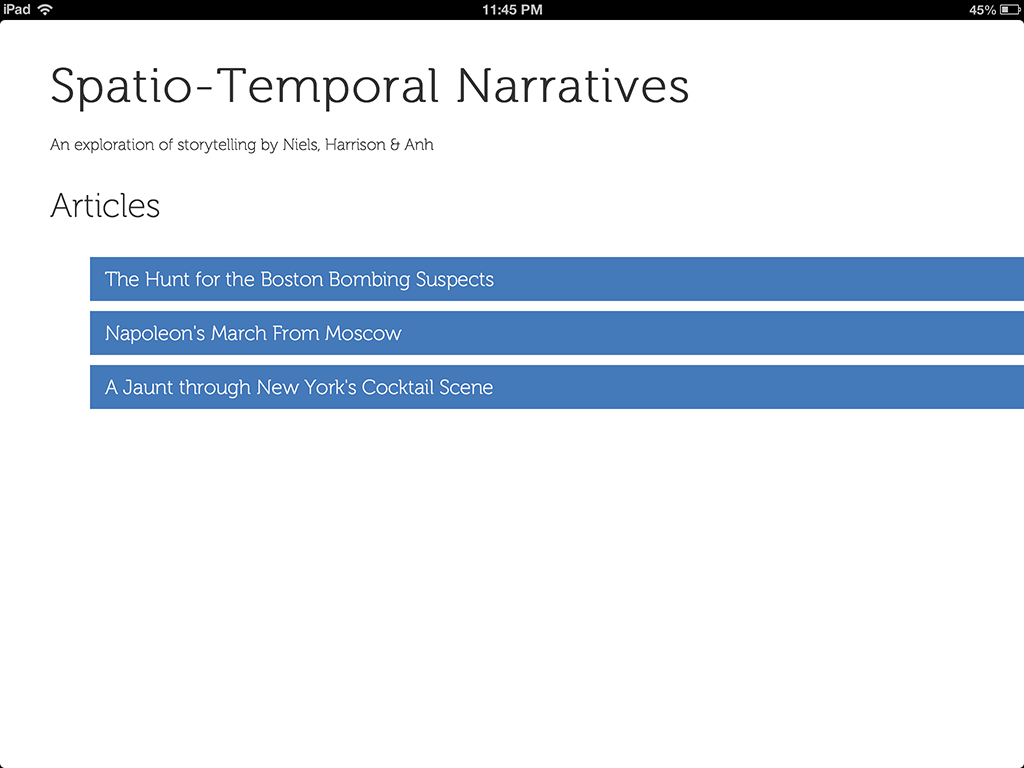 iPad 11:45 PM 45%
Spatio-Temporal Narratives
An exploration of storytelling by Niels, Harrison & Anh
Articles
The Hunt for the Boston Bombing Suspects
Napoleon's March From Moscow
A Jaunt through New York's Cocktail Scene